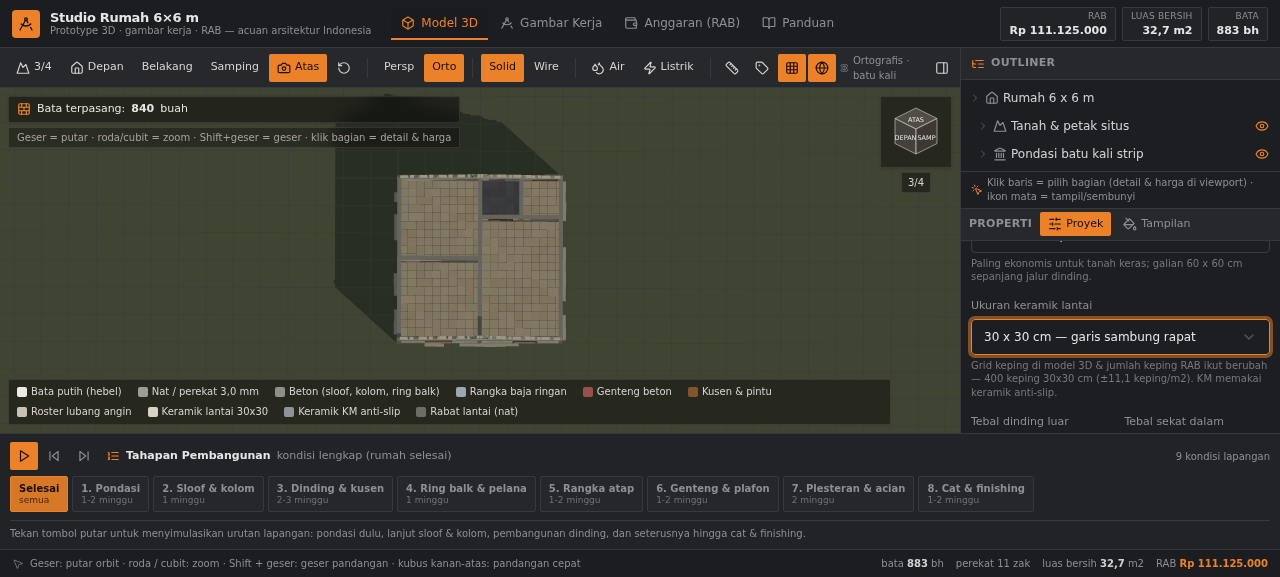 Studio Rumah 6×6 m
Prototype 3D · gambar kerja · RAB — acuan arsitektur Indonesia
Model 3D
Gambar Kerja
Anggaran (RAB)
Panduan
RAB
Rp 111.125.000
LUAS BERSIH
32,7 m2
BATA
883 bh
3/4
Depan
Belakang
Samping
Atas
Persp
Orto
Solid
Wire
Air
Listrik
Ortografis ·
batu kali
OUTLINER
Rumah 6 x 6 m
Tanah & petak situs
Pondasi batu kali strip
Klik baris = pilih bagian (detail & harga di viewport) ·
ikon mata = tampil/sembunyi
Bata terpasang: 840 buah
Geser = putar · roda/cubit = zoom · Shift+geser = geser · klik bagian = detail & harga
ATAS
DEPAN
SAMP
3/4
PROPERTI
Proyek
Tampilan
Paling ekonomis untuk tanah keras; galian 60 x 60 cm
sepanjang jalur dinding.
Ukuran keramik lantai
30 x 30 cm — garis sambung rapat
Grid keping di model 3D & jumlah keping RAB ikut berubah
— 400 keping 30x30 cm (±11,1 keping/m2). KM memakai
keramik anti-slip.
Tebal dinding luar
Tebal sekat dalam
Bata putih (hebel)
Nat / perekat 3,0 mm
Beton (sloof, kolom, ring balk)
Rangka baja ringan
Genteng beton
Kusen & pintu
Roster lubang angin
Keramik lantai 30x30
Keramik KM anti-slip
Rabat lantai (nat)
Tahapan Pembangunan kondisi lengkap (rumah selesai)
9 kondisi lapangan
Selesai
semua
1. Pondasi
1-2 minggu
2. Sloof & kolom
1 minggu
3. Dinding & kusen
2-3 minggu
4. Ring balk & pelana
1 minggu
5. Rangka atap
1-2 minggu
6. Genteng & plafon
1-2 minggu
7. Plesteran & acian
2 minggu
8. Cat & finishing
1-2 minggu
Tekan tombol putar untuk menyimulasikan urutan lapangan: pondasi dulu, lanjut sloof & kolom, pembangunan dinding, dan seterusnya hingga cat & finishing.
Geser: putar orbit · roda / cubit: zoom · Shift + geser: geser pandangan · kubus kanan-atas: pandangan cepat
bata 883 bh
perekat 11 zak
luas bersih 32,7 m2
RAB Rp 111.125.000